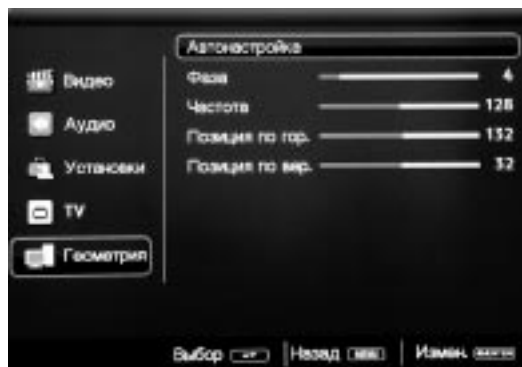 Видео
Аудио
Установки
TV
Геометрия
Автонастройка
Фаза 4
Частота 128
Позиция по гор. 132
Позиция по вер. 32
Выбор
Назад MENU
Измен.